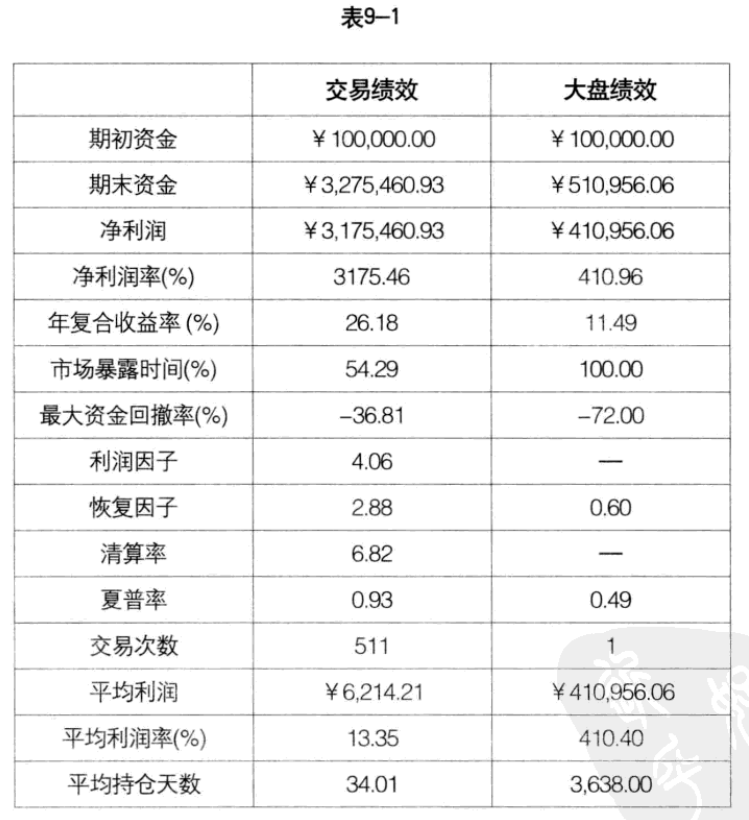 表9-1
交易绩效 大盘绩效
期初资金 ¥100,000.00 ¥100,000.00
期末资金 ¥3,275,460.93 ¥510,956.06
净利润 ¥3,175,460.93 ¥410,956.06
净利润率(%) 3175.46 410.96
年复合收益率(%) 26.18 11.49
市场暴露时间(%) 54.29 100.00
最大资金回撤率(%) -36.81 -72.00
利润因子 4.06 —
恢复因子 2.88 0.60
清算率 6.82 —
夏普率 0.93 0.49
交易次数 511 1
平均利润 ¥6,214.21 ¥410,956.06
平均利润率(%) 13.35 410.40
平均持仓天数 34.01 3,638.00